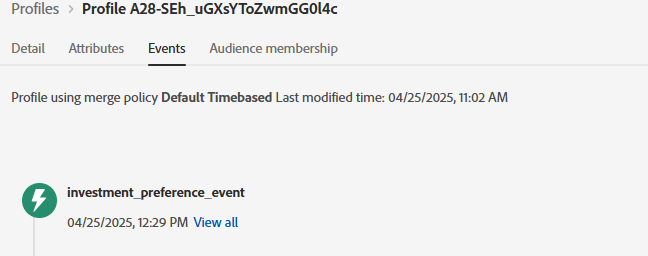 Profiles > Profile A28-SEh_uGXsYToZwmGG0l4c
Detail Attributes Events Audience membership
Profile using merge policy Default Timebased Last modified time: 04/25/2025, 11:02 AM
investment_preference_event
04/25/2025, 12:29 PM View all